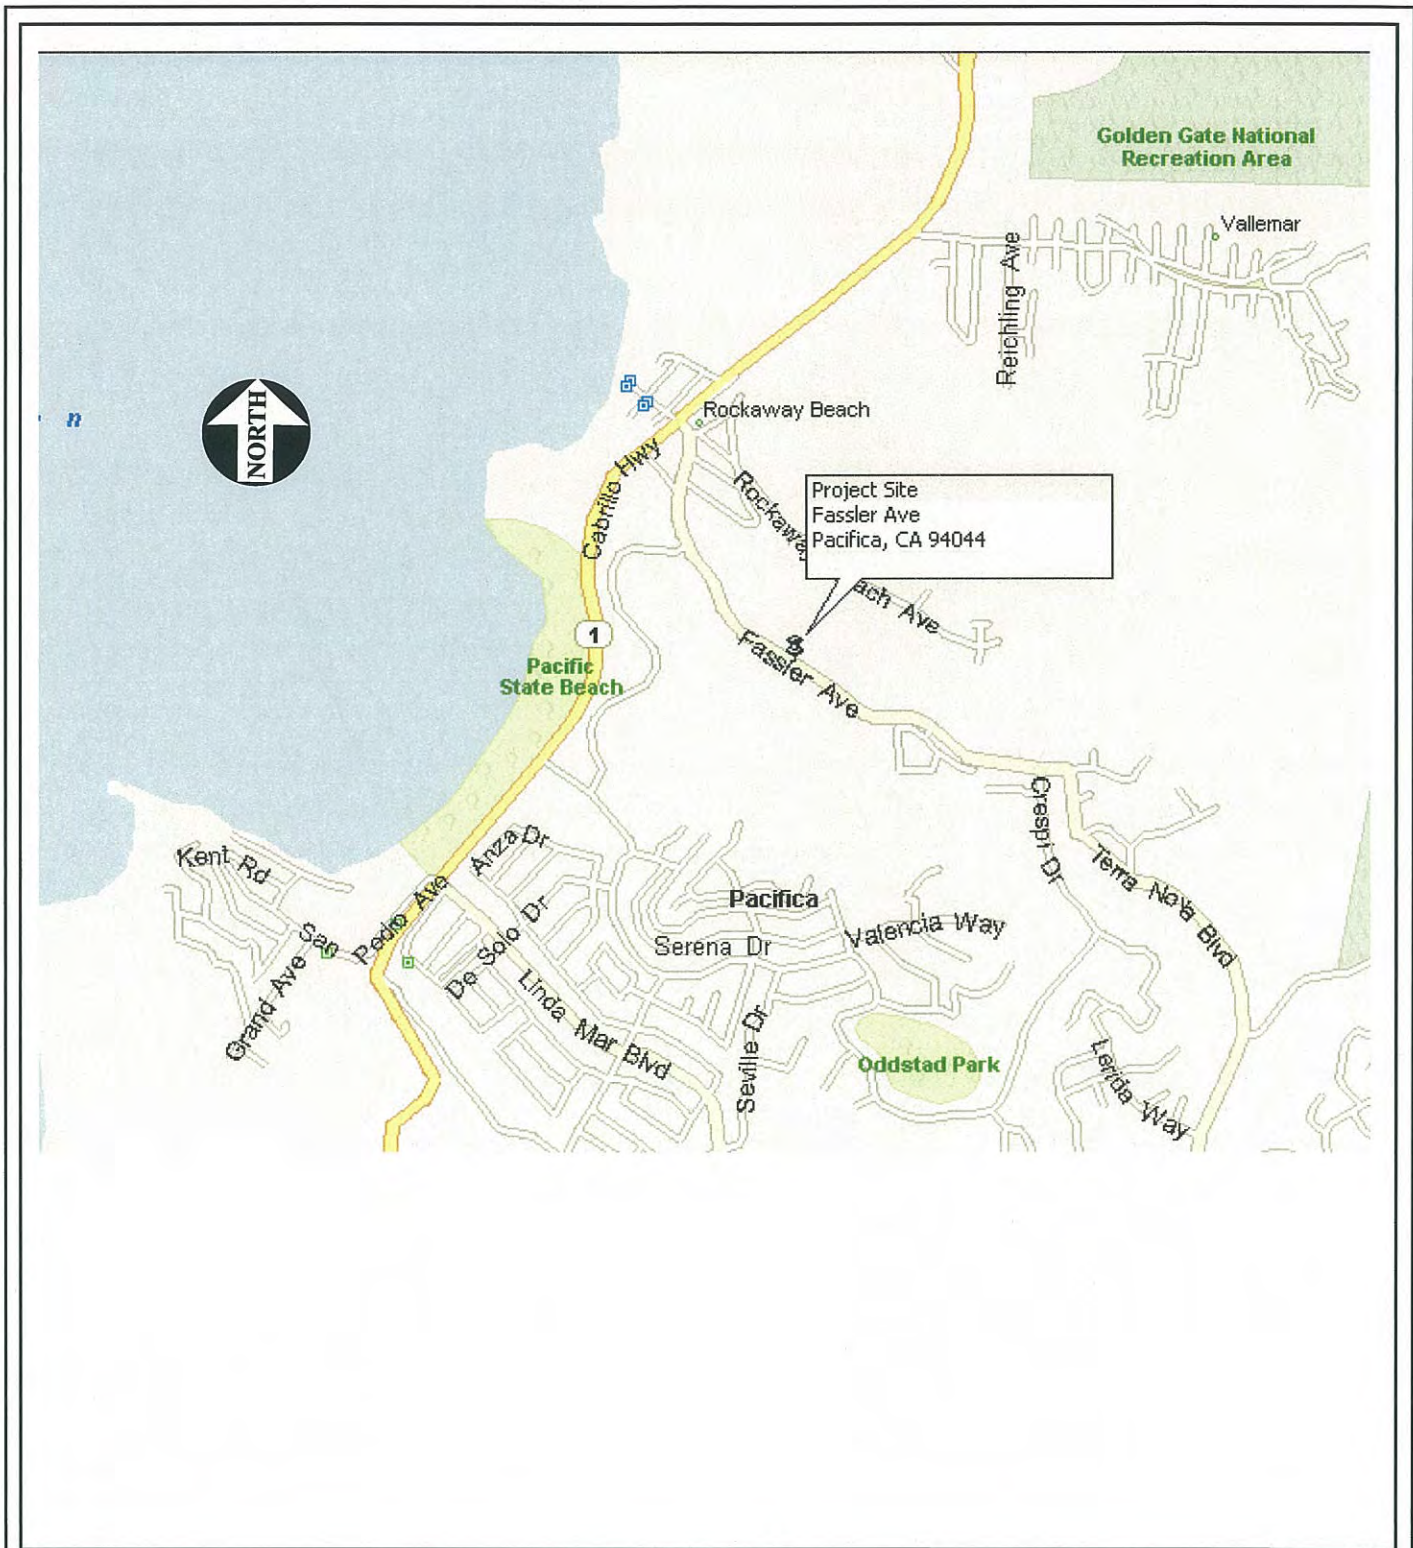 Golden Gate National
Recreation Area
Vallemar
Reichling Ave
n
NORTH
Rockaway Beach
Cabrillo Hwy
Rockaway
ach Ave
Project Site
Fassler Ave
Pacifica, CA 94044
1
Fassler Ave
Pacific
State Beach
Crespi Dr
Terra Nova Blvd
Kent Rd
Anza Dr
Pacifica
San Pedro Ave
De Solo Dr
Serena Dr
Valencia Way
Grand Ave
Linda Mar Blvd
Seville Dr
Oddstad Park
Lerida Way